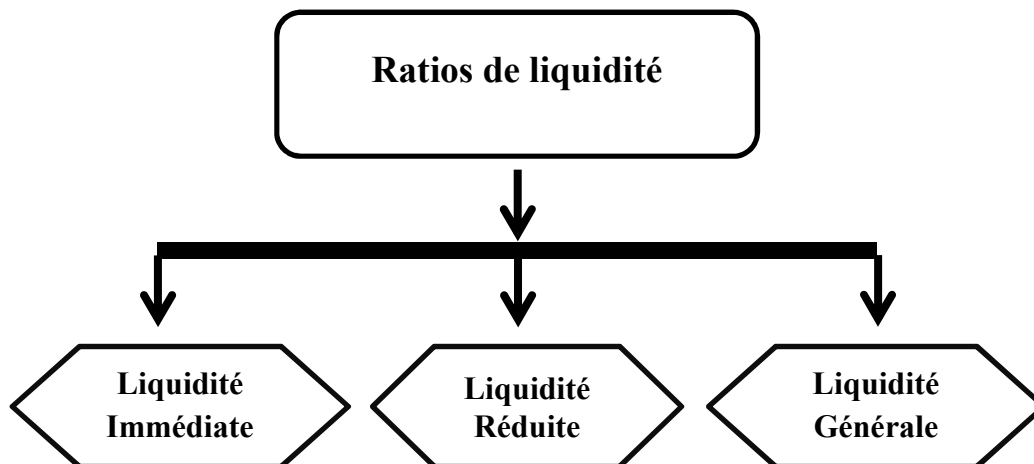 Ratios de liquidité
Liquidité
Immédiate
Liquidité
Réduite
Liquidité
Générale